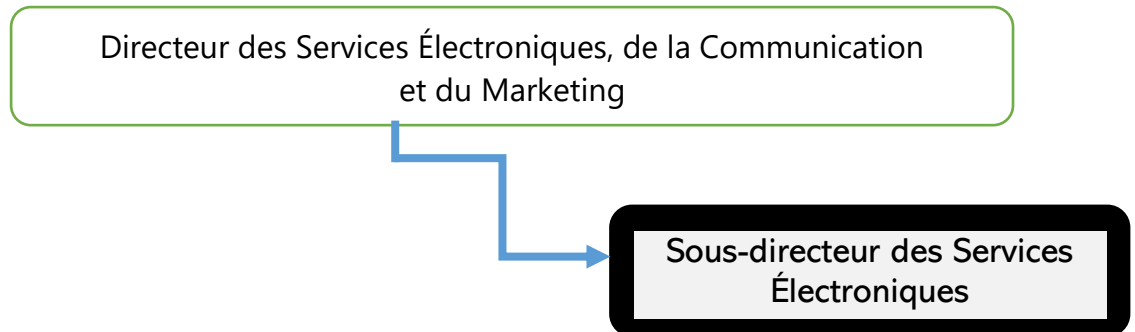 Directeur des Services Électroniques, de la Communication
et du Marketing
Sous-directeur des Services
Électroniques